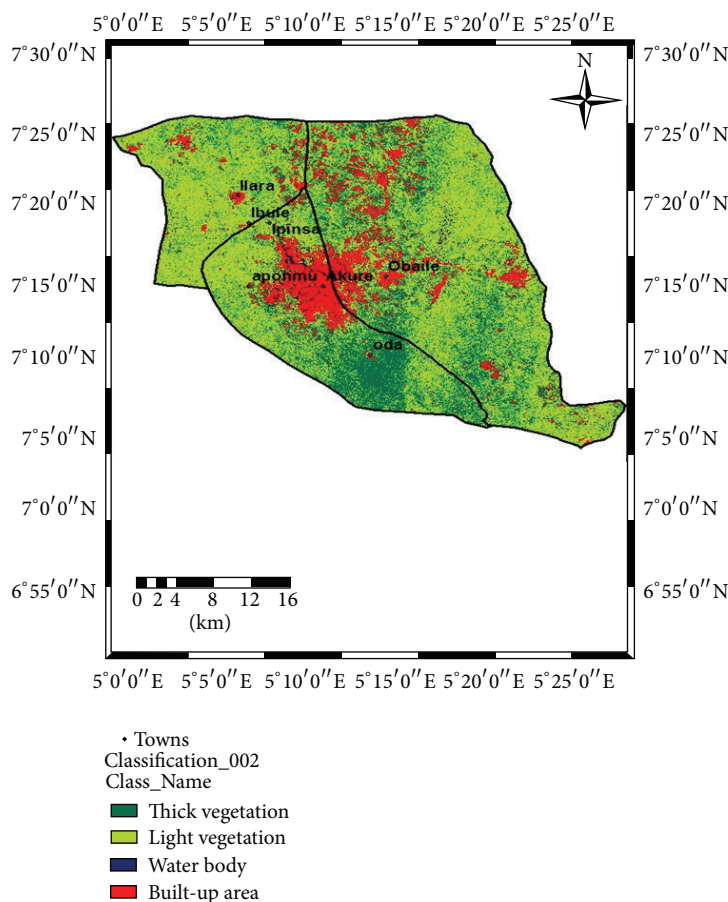 5°0′0″E 5°5′0″E 5°10′0″E 5°15′0″E 5°20′0″E 5°25′0″E
7°30′0″N 7°30′0″N
N
7°25′0″N 7°25′0″N
Ilara
7°20′0″N 7°20′0″N
Ibule
Ipinsa
Obaile
7°15′0″N aponmu Akure 7°15′0″N
oda
7°10′0″N 7°10′0″N
7°5′0″N 7°5′0″N
7°0′0″N 7°0′0″N
6°55′0″N 6°55′0″N
0 2 4 8 12 16
(km)
5°0′0″E 5°5′0″E 5°10′0″E 5°15′0″E 5°20′0″E 5°25′0″E
Towns
Classification_002
Class_Name
Thick vegetation
Light vegetation
Water body
Built-up area